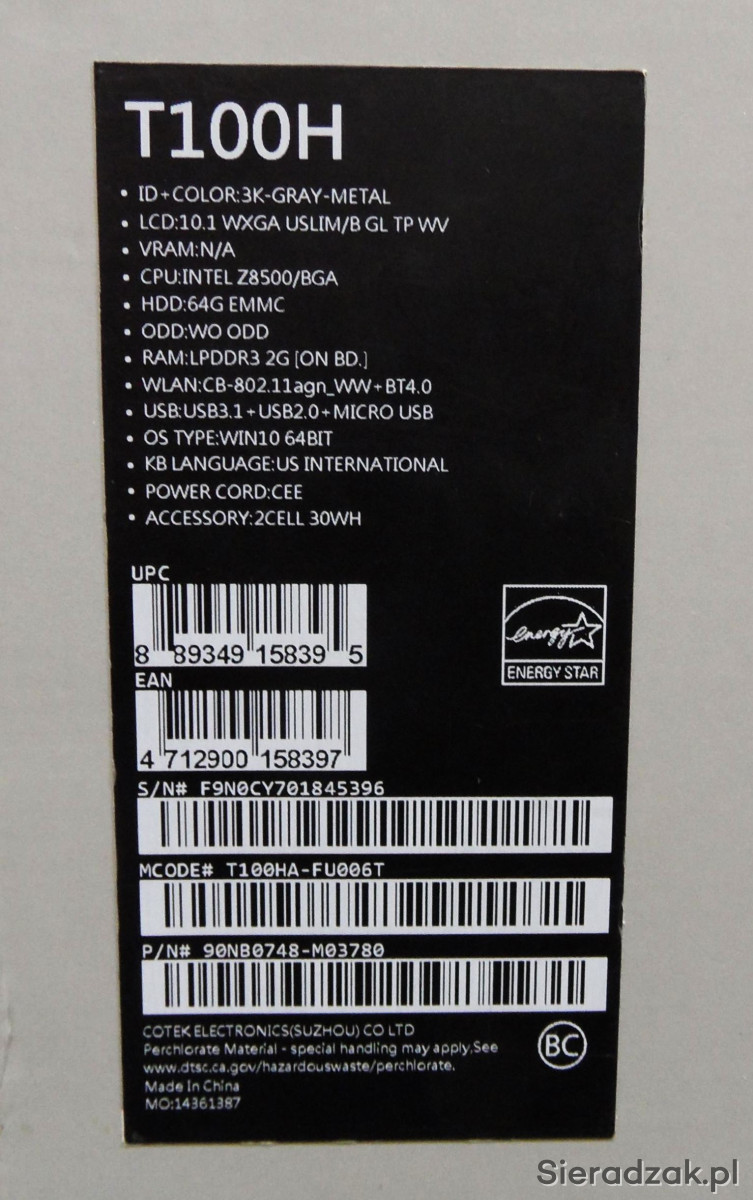 T100H
• ID+COLOR:3K-GRAY-METAL
• LCD:10.1 WXGA USLIM/B GL TP WV
• VRAM:N/A
• CPU:INTEL Z8500/BGA
• HDD:64G EMMC
• ODD:WO ODD
• RAM:LPDDR3 2G [ON BD.]
• WLAN:CB-802.11agn_WW+BT4.0
• USB:USB3.1+USB2.0+MICRO USB
• OS TYPE:WIN10 64BIT
• KB LANGUAGE:US INTERNATIONAL
• POWER CORD:CEE
• ACCESSORY:2CELL 30WH
UPC
8 89349 15839 5
energy
ENERGY STAR
EAN
4 712900 158397
S/N# F9N0CY701845396
MCODE# T100HA-FU006T
P/N# 90NB0748-M03780
COTEK ELECTRONICS(SUZHOU) CO LTD
Perchlorate Material - special handling may apply,See
www.dtsc.ca.gov/hazardouswaste/perchlorate.
Made In China
MO:14361387
BC
Sieradzak.pl